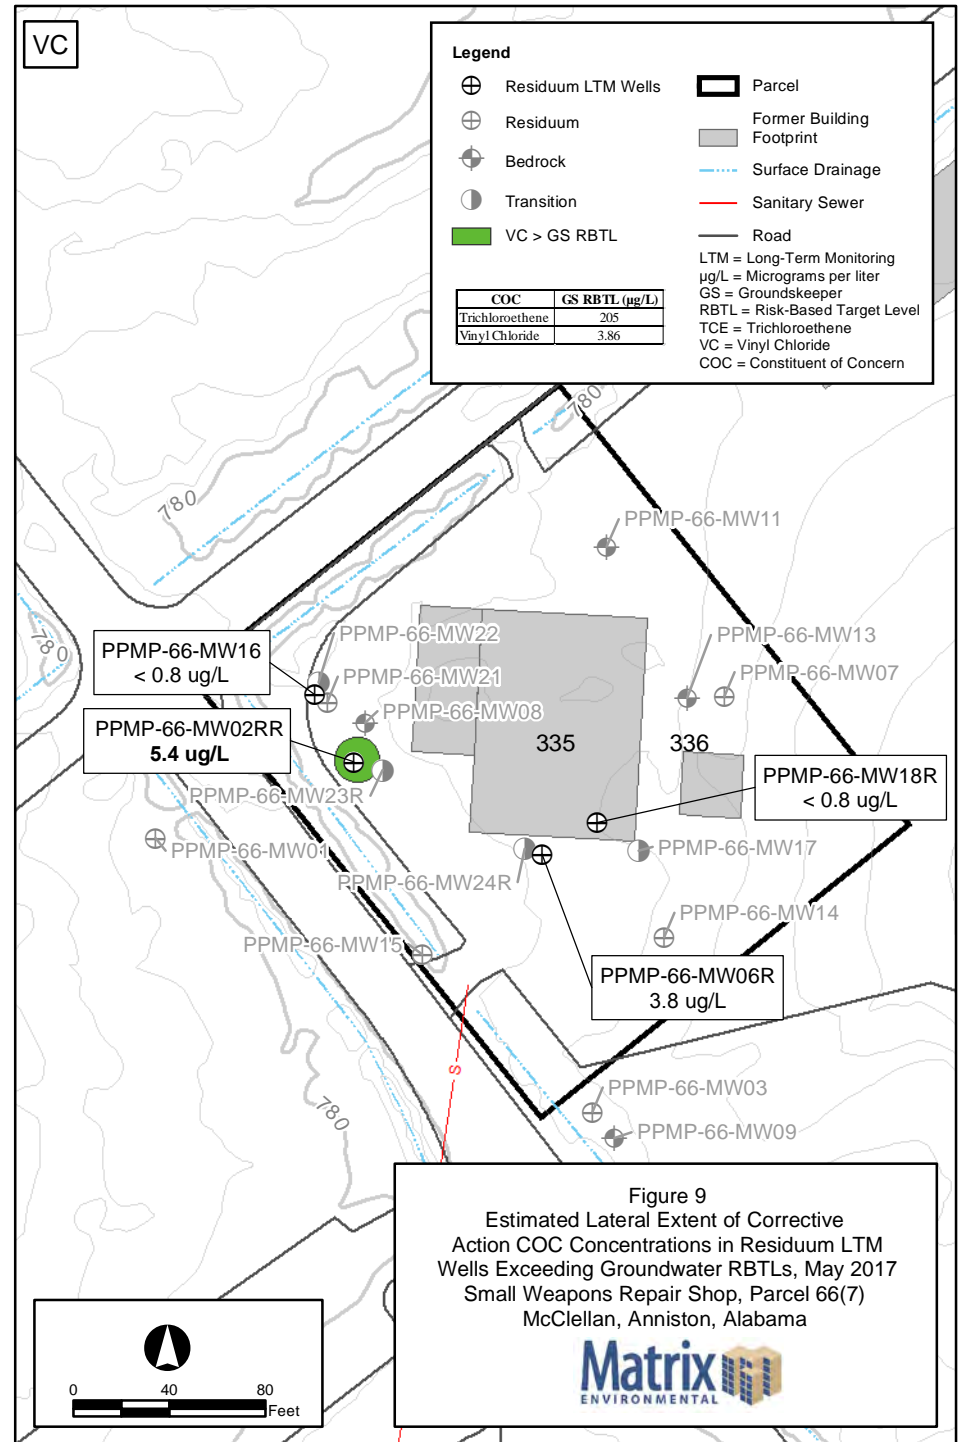 VC
Legend
Residuum LTM Wells
Residuum
Bedrock
Transition
VC > GS RBTL
Parcel
Former Building
Footprint
Surface Drainage
Sanitary Sewer
Road
LTM = Long-Term Monitoring
µg/L = Micrograms per liter
GS = Groundskeeper
RBTL = Risk-Based Target Level
TCE = Trichloroethene
VC = Vinyl Chloride
COC = Constituent of Concern
COC GS RBTL (µg/L)
Trichloroethene 205
Vinyl Chloride 3.86
780
780
PPMP-66-MW11
780
PPMP-66-MW22
PPMP-66-MW13
PPMP-66-MW16
< 0.8 ug/L
PPMP-66-MW21
PPMP-66-MW07
PPMP-66-MW08
PPMP-66-MW02RR
5.4 ug/L
335
336
PPMP-66-MW18R
< 0.8 ug/L
PPMP-66-MW23R
PPMP-66-MW01
PPMP-66-MW17
PPMP-66-MW24R
PPMP-66-MW14
PPMP-66-MW15
PPMP-66-MW06R
3.8 ug/L
S
780
PPMP-66-MW03
PPMP-66-MW09
Figure 9
Estimated Lateral Extent of Corrective
Action COC Concentrations in Residuum LTM
Wells Exceeding Groundwater RBTLs, May 2017
Small Weapons Repair Shop, Parcel 66(7)
McClellan, Anniston, Alabama
Matrix
ENVIRONMENTAL
0 40 80
Feet